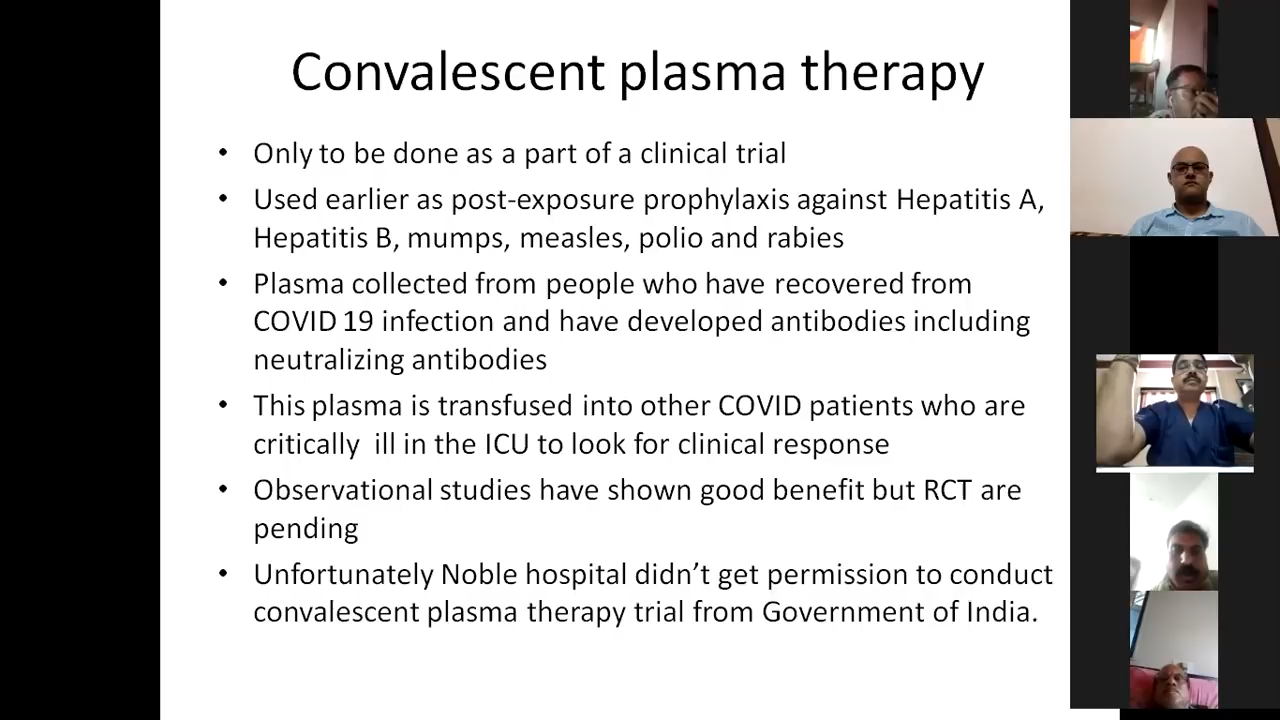 Convalescent plasma therapy
• Only to be done as a part of a clinical trial
• Used earlier as post-exposure prophylaxis against Hepatitis A,
Hepatitis B, mumps, measles, polio and rabies
• Plasma collected from people who have recovered from
COVID 19 infection and have developed antibodies including
neutralizing antibodies
• This plasma is transfused into other COVID patients who are
critically  ill in the ICU to look for clinical response
• Observational studies have shown good benefit but RCT are
pending
• Unfortunately Noble hospital didn’t get permission to conduct
convalescent plasma therapy trial from Government of India.